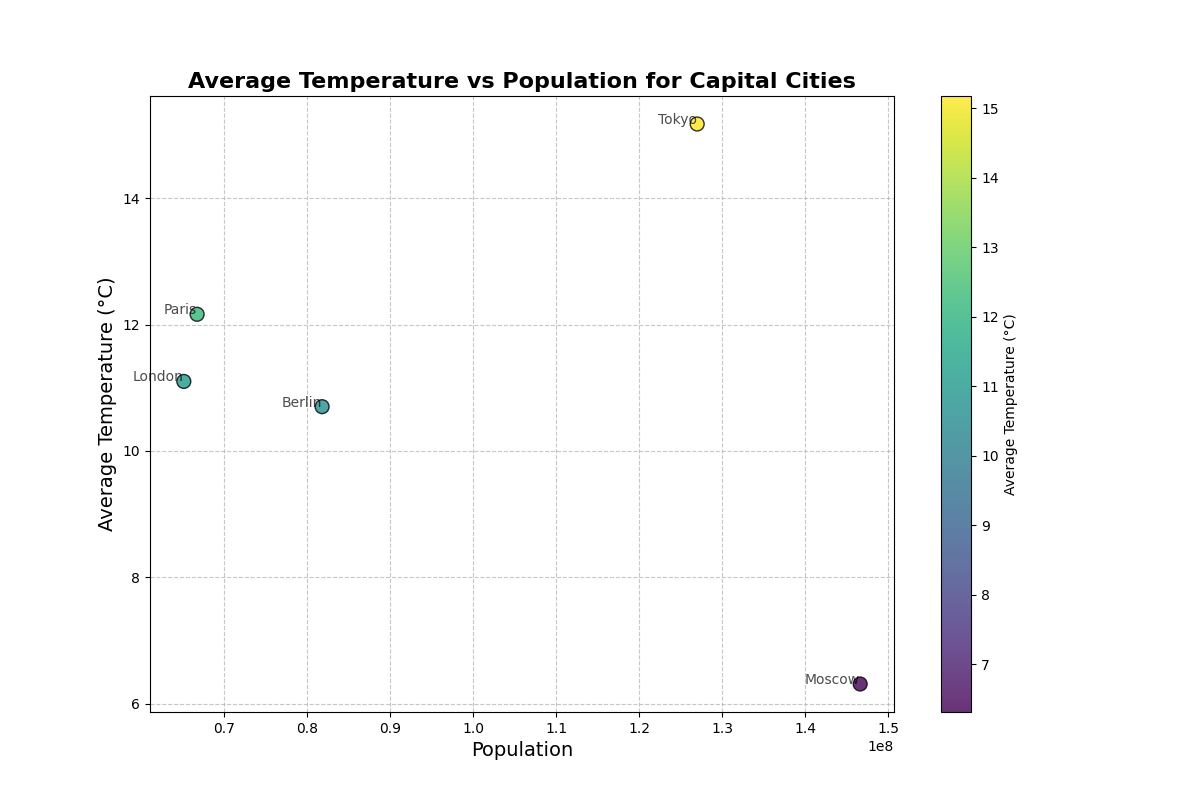 Average Temperature vs Population for Capital Cities
Average Temperature (°C)
14
12
10
8
6
Tokyo
Paris
London
Berlin
Moscow
0.7 0.8 0.9 1.0 1.1 1.2 1.3 1.4 1.5
1e8
Population
15
14
13
12
11
10
9
8
7
Average Temperature (°C)